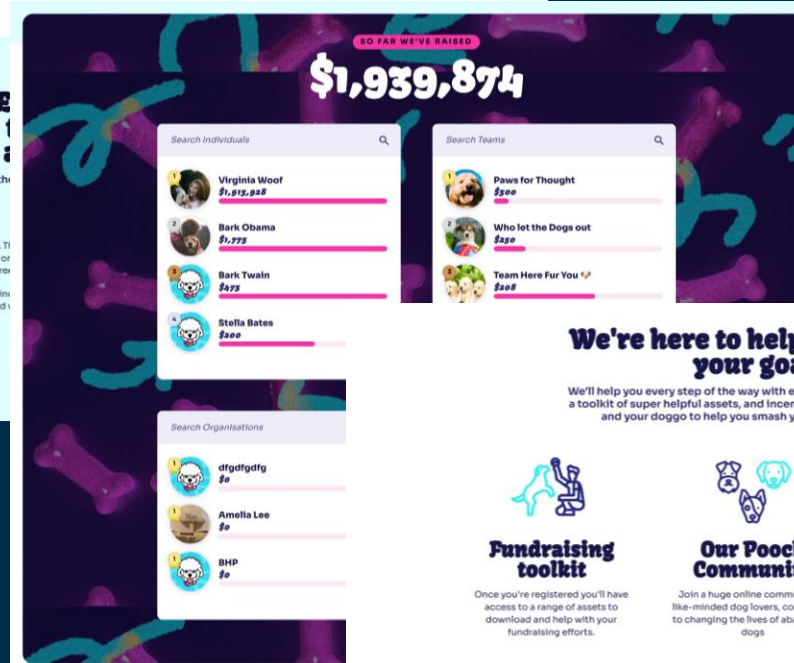 SO FAR WE'VE RAISED
$1,939,874
Search Individuals
1
Virginia Woof
$1,915,928
2
Bark Obama
$1,775
3
Bark Twain
$475
4
Stella Bates
$200
Search Teams
1
Paws for Thought
$500
2
Who let the Dogs out
$250
3
Team Here Fur You 🐶
$208
Search Organisations
1
dfgdfgdfg
$0
1
Amelia Lee
$0
1
BHP
$0
We're here to help
your goa
We'll help you every step of the way with e
a toolkit of super helpful assets, and incen
and your doggo to help you smash y
Fundraising
toolkit
Once you're registered you'll have
access to a range of assets to
download and help with your
fundraising efforts.
Our Pooch
Communi
Join a huge online commu
like-minded dog lovers, co
to changing the lives of aba
dogs